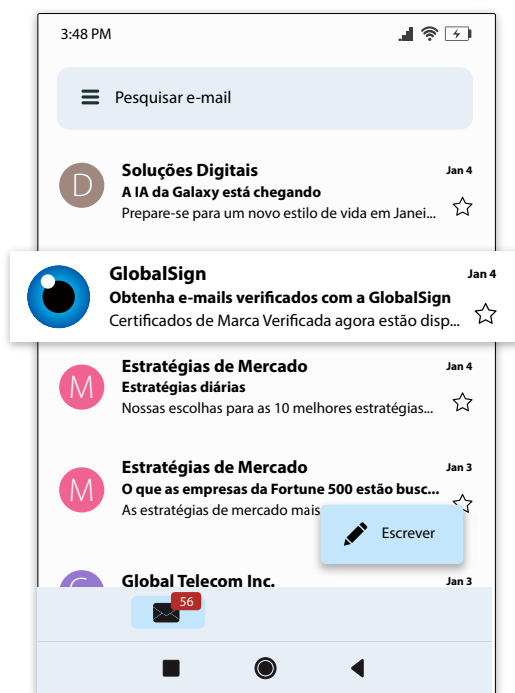 3:48 PM
Pesquisar e-mail
D
Soluções Digitais
Jan 4
A IA da Galaxy está chegando
Prepare-se para um novo estilo de vida em Janei...
GlobalSign
Jan 4
Obtenha e-mails verificados com a GlobalSign
Certificados de Marca Verificada agora estão disp...
M
Estratégias de Mercado
Jan 4
Estratégias diárias
Nossas escolhas para as 10 melhores estratégias...
M
Estratégias de Mercado
Jan 3
O que as empresas da Fortune 500 estão busc...
As estratégias de mercado mais
Escrever
G
Global Telecom Inc.
Jan 3
56